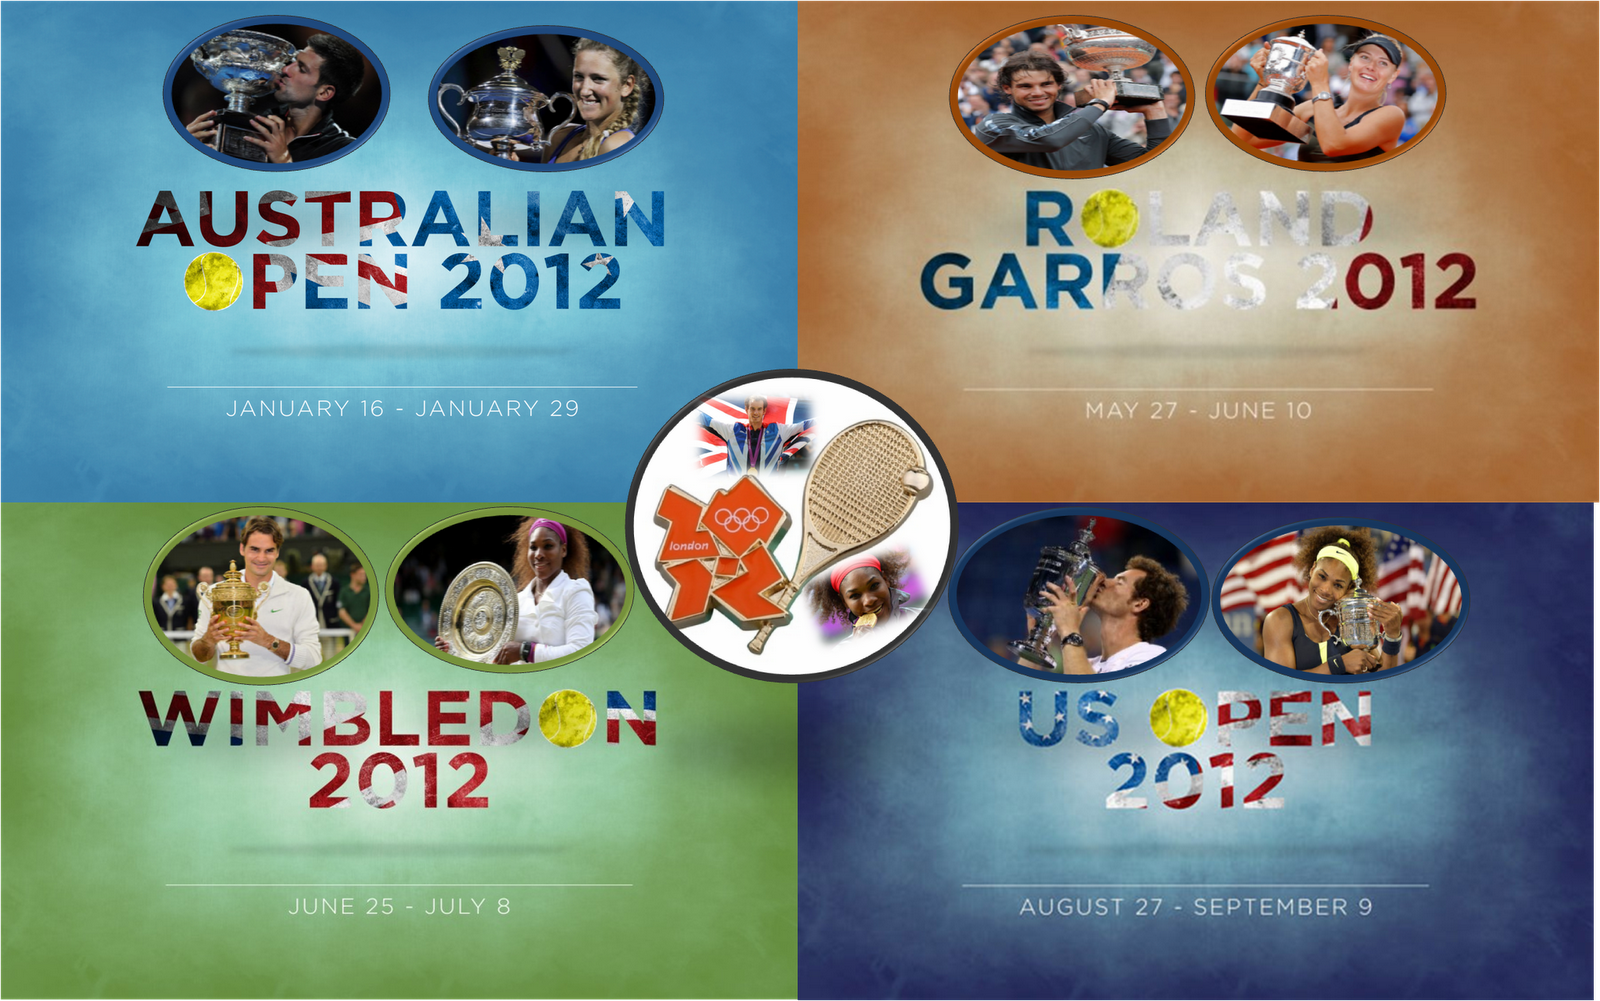 AUSTRALIAN
OPEN 2012
JANUARY 16 - JANUARY 29
ROLAND
GARROS 2012
MAY 27 - JUNE 10
london
WIMBLEDON
2012
JUNE 25 - JULY 8
US OPEN
2012
AUGUST 27 - SEPTEMBER 9